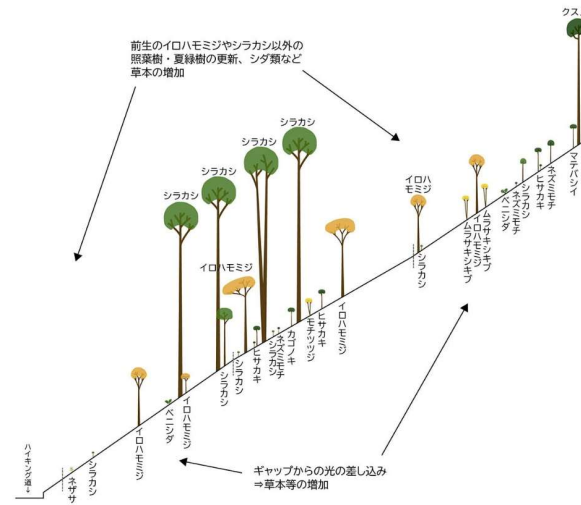 クス
前生のイロハモミジやシラカシ以外の
照葉樹・夏緑樹の更新、シダ類など
草本の増加
シラカシ
シラカシ
シラカシ
シラカシ
イロハモミジ
イロハ
モミジ
ハイキング道→
ネザサ
シラカシ
イロハモミジ
ベニシダ
イロハモミジ
シラカシ
シラカシ
ヒサカキ
シラカシ
ネズミモチ
カゴノキ
モチツツジ
ヒサカキ
イロハモミジ
シラカシ
ムラサキシキブ
イロハモミジ
ムラサキシキブ
ベニシダ
ネズミモチ
シラカシ
ヒサカキ
ネズミモチ
マテバシイ
ギャップからの光の差し込み
⇒草本等の増加